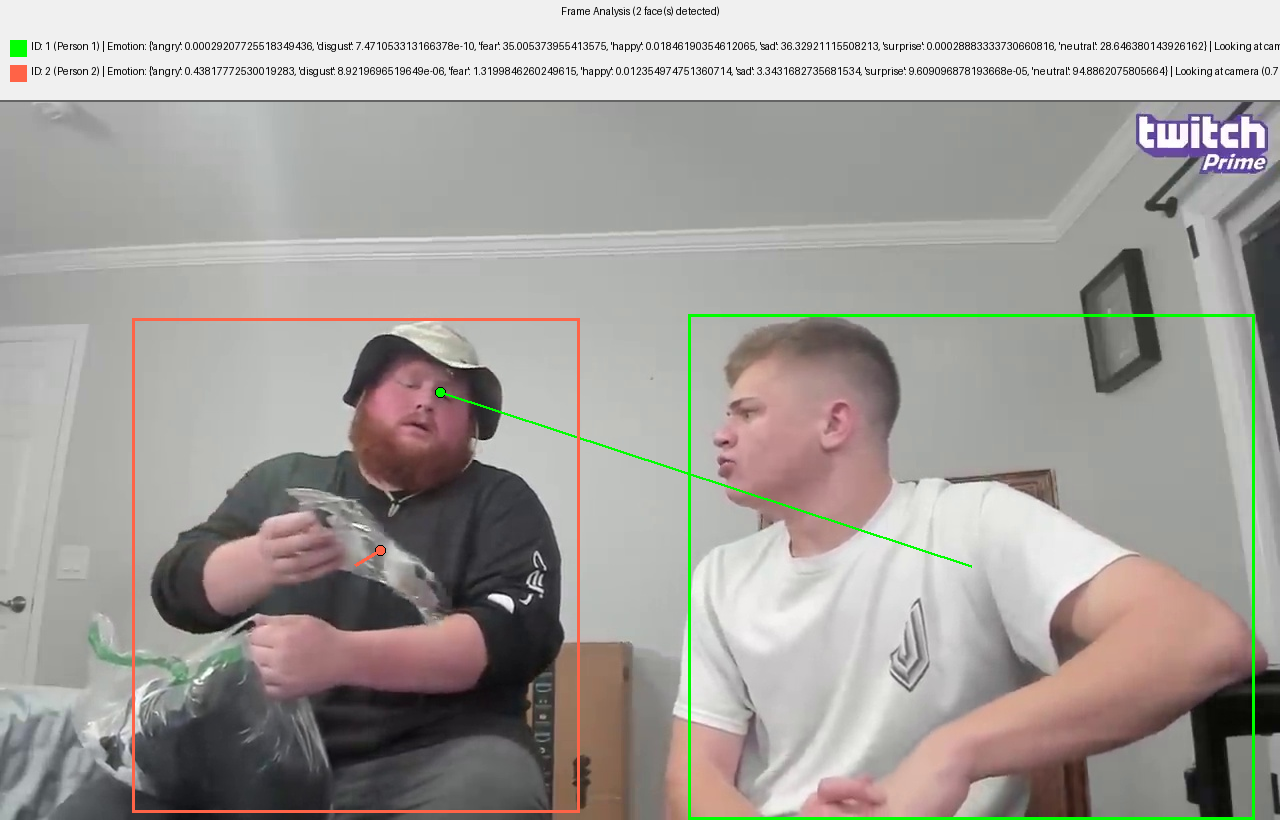 Frame Analysis (2 face(s) detected)
ID: 1 (Person 1) | Emotion: {'angry': 0.00029207725518349436, 'disgust': 7.471053313166378e-10, 'fear': 35.005373955413575, 'happy': 0.01846190354612065, 'sad': 36.32921115508213, 'surprise': 0.00028883333730660816, 'neutral': 28.646380143926162} | Looking at cam
ID: 2 (Person 2) | Emotion: {'angry': 0.43817772530019283, 'disgust': 8.9219696519649e-06, 'fear': 1.3199846260249615, 'happy': 0.012354974751360714, 'sad': 3.3431682735681534, 'surprise': 9.609096878193668e-05, 'neutral': 94.8862075805664} | Looking at camera (0.7
twitch
Prime